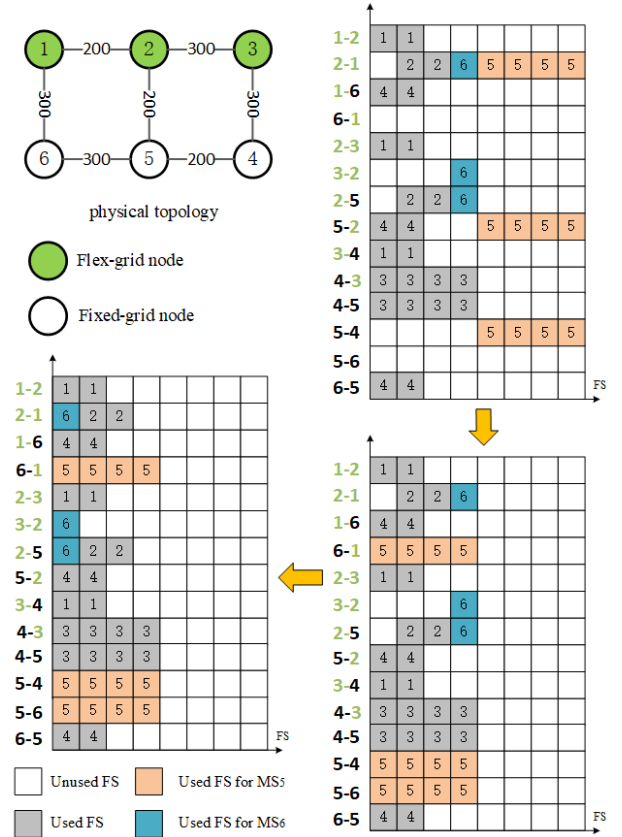 1 200 2 300 3
300 200 300
6 300 5 200 4
physical topology
Flex-grid node
Fixed-grid node
1-2 1 1
2-1 2 2 6 5 5 5 5
1-6 4 4
6-1
2-3 1 1
3-2 6
2-5 2 2 6
5-2 4 4 5 5 5 5
3-4 1 1
4-3 3 3 3 3
4-5 3 3 3 3
5-4 5 5 5 5
5-6
6-5 4 4
FS
1-2 1 1
2-1 2 2 6
1-6 4 4
6-1 5 5 5 5
2-3 1 1
3-2 6
2-5 2 2 6
5-2 4 4
3-4 1 1
4-3 3 3 3 3
4-5 3 3 3 3
5-4 5 5 5 5
5-6 5 5 5 5
6-5 4 4
FS
1-2 1 1
2-1 6 2 2
1-6 4 4
6-1 5 5 5 5
2-3 1 1
3-2 6
2-5 6 2 2
5-2 4 4
3-4 1 1
4-3 3 3 3 3
4-5 3 3 3 3
5-4 5 5 5 5
5-6 5 5 5 5
6-5 4 4
FS
Unused FS Used FS for MS5
Used FS Used FS for MS6